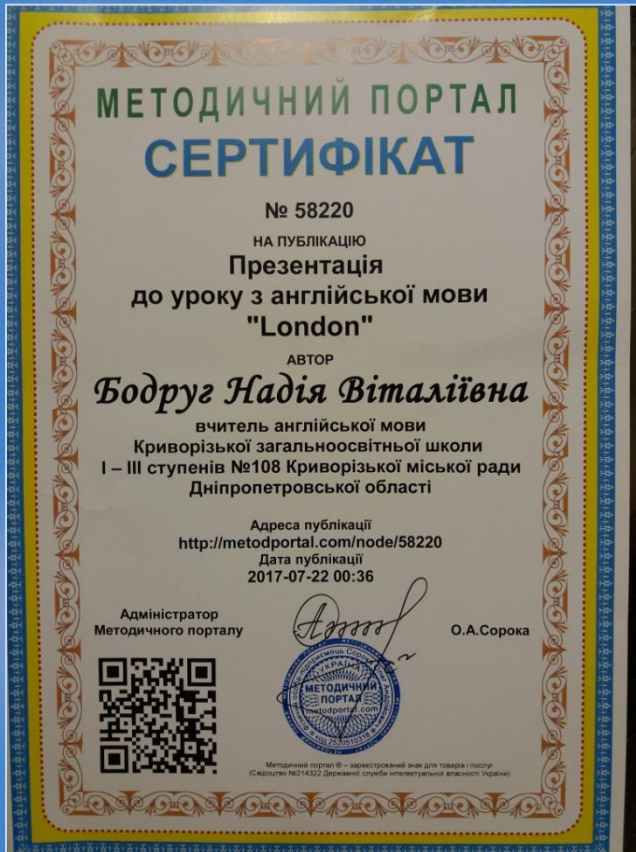 МЕТОДИЧНИЙ ПОРТАЛ
СЕРТИФІКАТ
№ 58220
НА ПУБЛІКАЦІЮ
Презентація
до уроку з англійської мови
"London"
АВТОР
Бодруг Надія Віталіївна
вчитель англійської мови
Криворізької загальноосвітньої школи
І – ІІІ ступенів №108 Криворізької міської ради
Дніпропетровської області
Адреса публікації
http://metodportal.com/node/58220
Дата публікації
2017-07-22 00:36
Адміністратор
Методичного порталу
О.А.Сорока
УКРАЇНА
МЕТОДИЧНИЙ
ПОРТАЛ
metodportal.com
Методичний портал ® – зареєстрований знак для товарів і послуг
(Свідоцтво №214322 Державної служби інтелектуальної власності України)